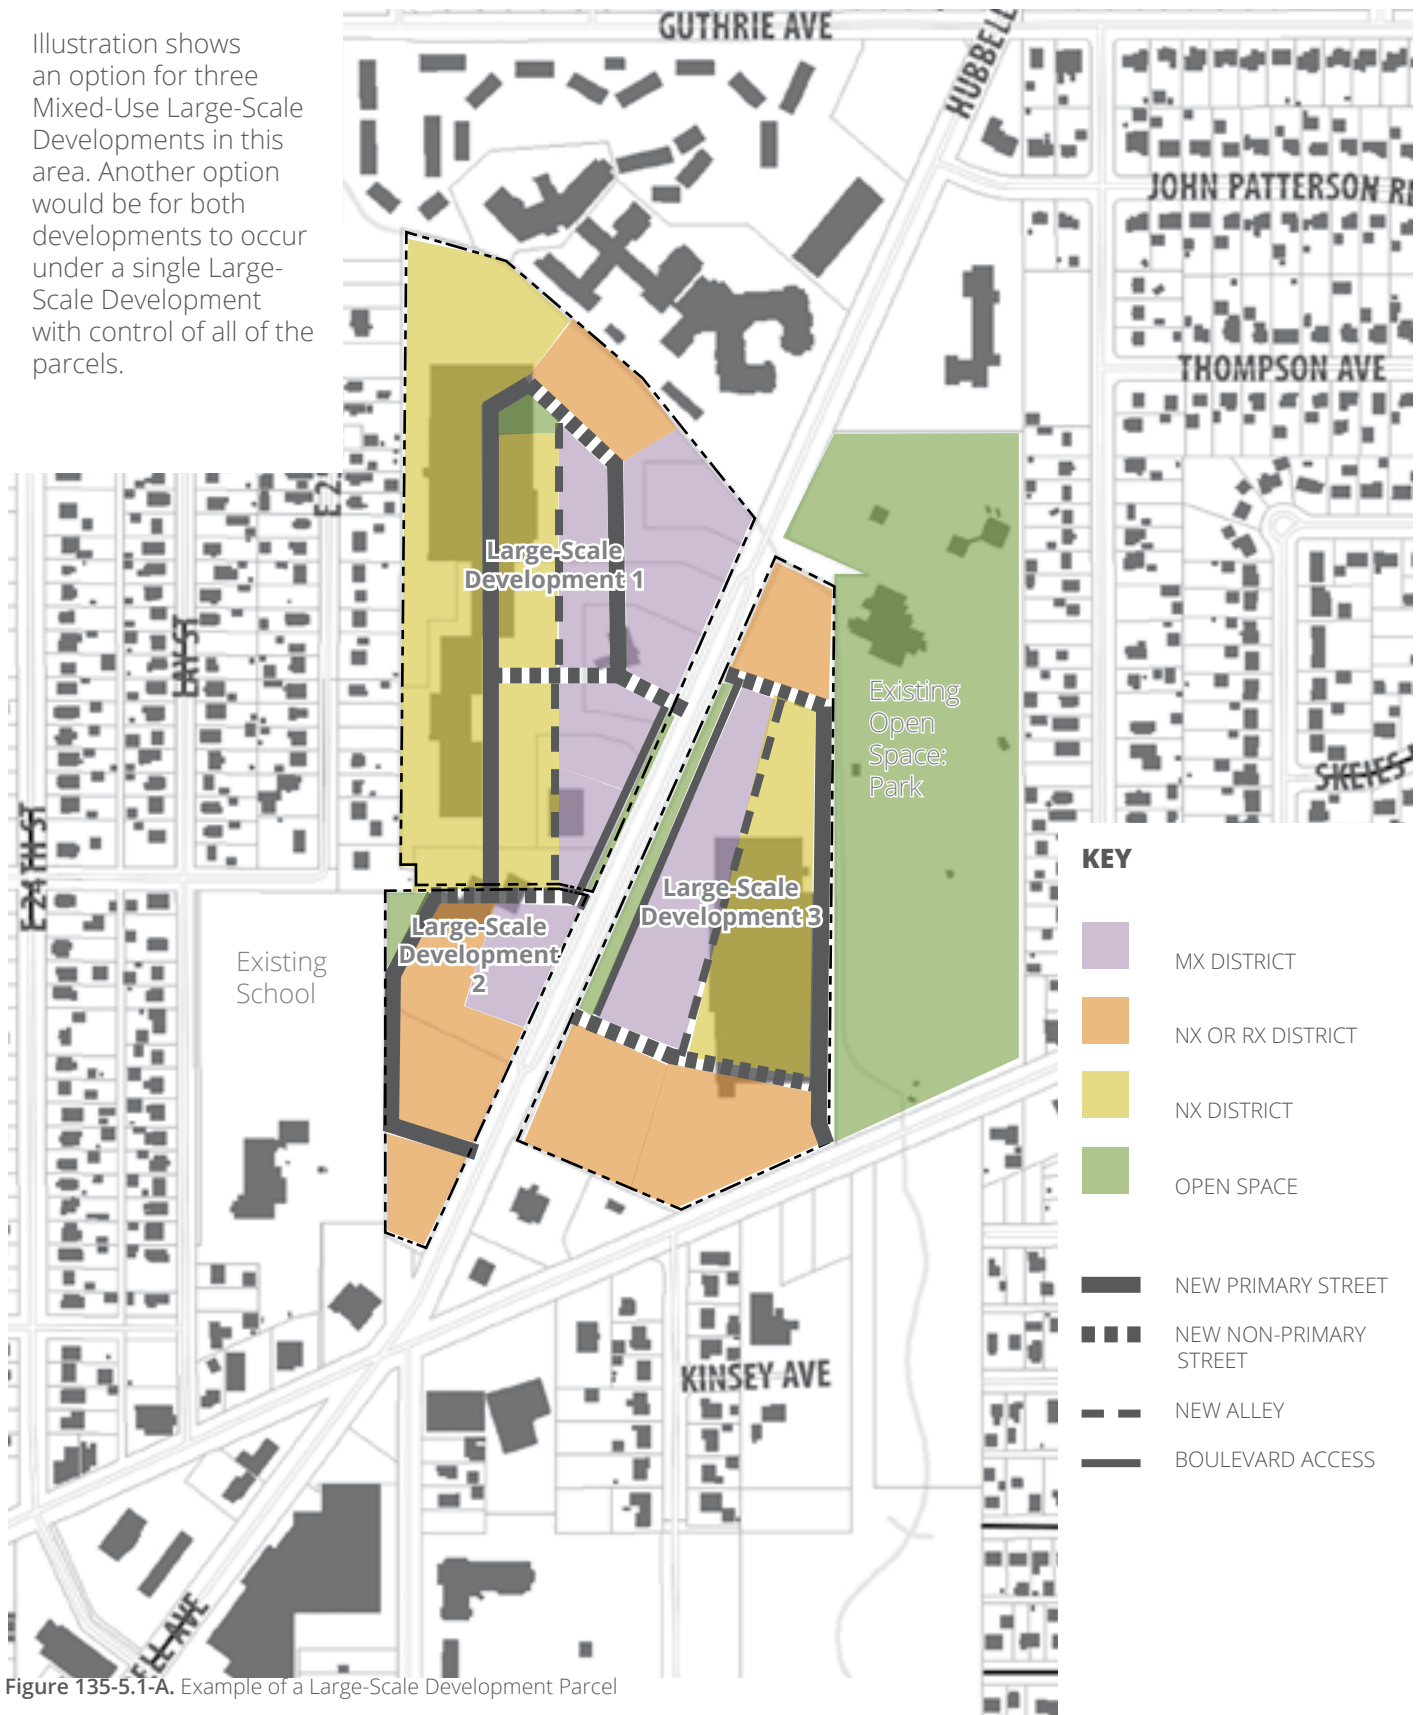 Illustration shows
an option for three
Mixed-Use Large-Scale
Developments in this
area. Another option
would be for both
developments to occur
under a single Large-
Scale Development
with control of all of the
parcels.
GUTHRIE AVE
HUBBELL
JOHN PATTERSON
THOMPSON AVE
E 2
LAY ST
E 24TH ST
SKEIES
Large-Scale
Development 1
Existing
Open
Space:
Park
Large-Scale
Development 3
Large-Scale
Development
2
Existing
School
KINSEY AVE
AVE
KEY
MX DISTRICT
NX OR RX DISTRICT
NX DISTRICT
OPEN SPACE
NEW PRIMARY STREET
NEW NON-PRIMARY
STREET
NEW ALLEY
BOULEVARD ACCESS
Figure 135-5.1-A. Example of a Large-Scale Development Parcel